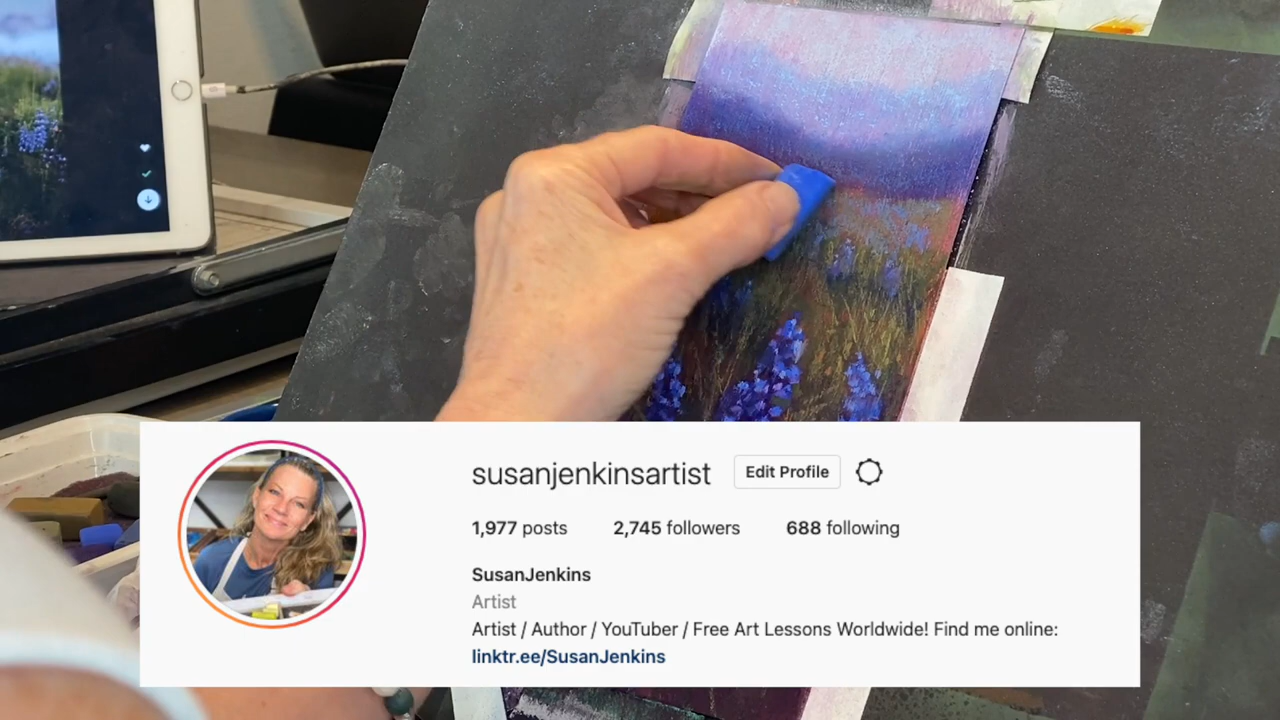 susanjenkinsartist Edit Profile
1,977 posts 2,745 followers 688 following
SusanJenkins
Artist
Artist / Author / YouTuber / Free Art Lessons Worldwide! Find me online:
linktr.ee/SusanJenkins